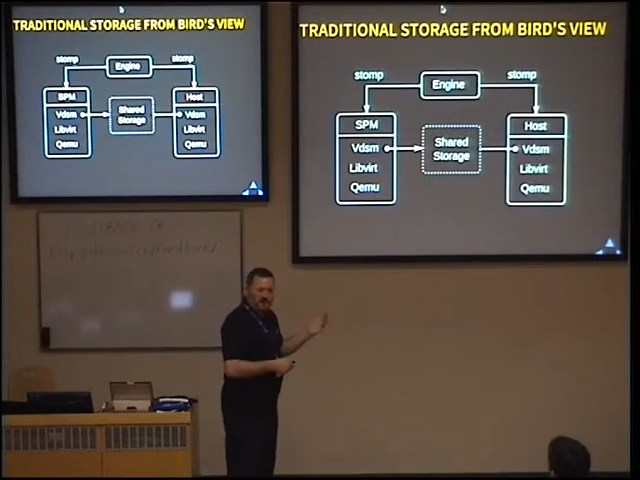 TRADITIONAL STORAGE FROM BIRD'S VIEW
stomp
Engine
stomp
SPM
Vdsm
Libvirt
Qemu
Shared
Storage
Host
Vdsm
Libvirt
Qemu
TRADITIONAL STORAGE FROM BIRD'S VIEW
stomp
Engine
stomp
SPM
Vdsm
Libvirt
Qemu
Shared
Storage
Host
Vdsm
Libvirt
Qemu